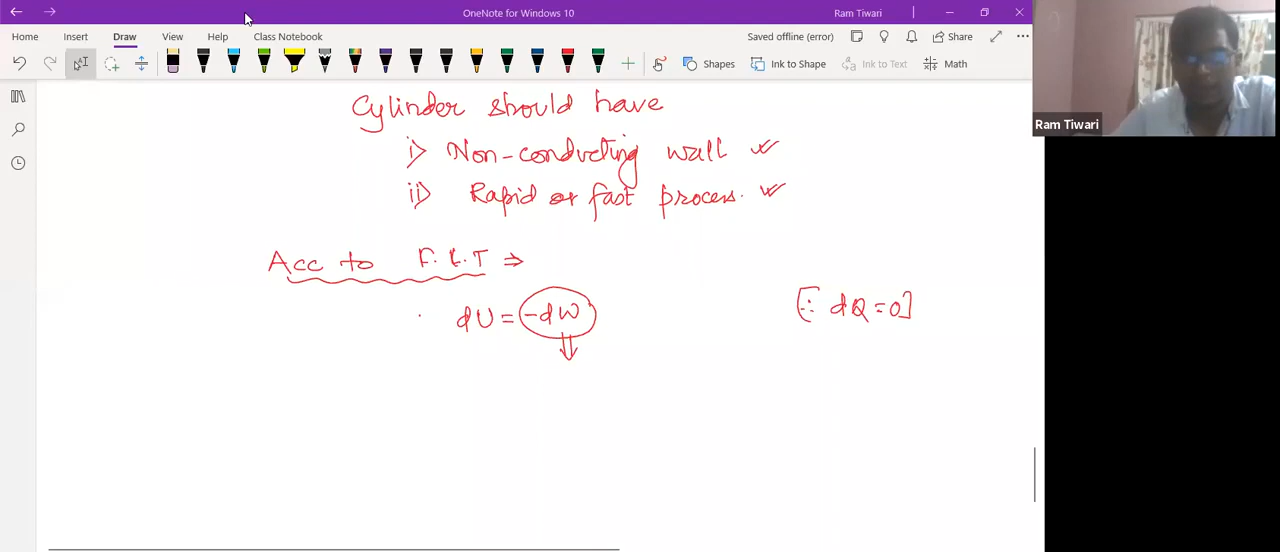 OneNote for Windows 10
Ram Tiwari
Home Insert Draw View Help Class Notebook
Saved offline (error)
Share
Shapes
Ink to Shape
Ink to Text
Math
Ram Tiwari
Cylinder should have
i) Non-conducting wall
ii) Rapid or fast process.
Acc to F.L.T ⇒
dU = -dW [∵ dQ = 0]